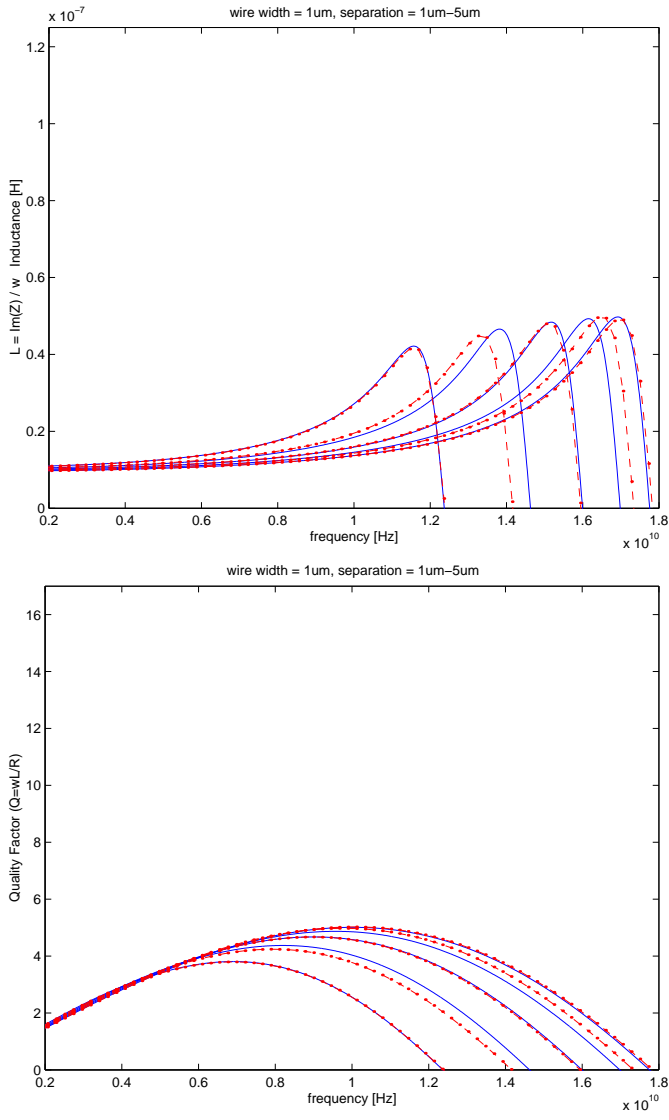 wire width = 1um, separation = 1um−5um
x 10⁻⁷
1.2
1
0.8
0.6
0.4
0.2
0
L = Im(Z) / w Inductance [H]
0.2 0.4 0.6 0.8 1 1.2 1.4 1.6 1.8
frequency [Hz]
x 10¹⁰
wire width = 1um, separation = 1um−5um
16
14
12
10
8
6
4
2
0
Quality Factor (Q=wL/R)
0.2 0.4 0.6 0.8 1 1.2 1.4 1.6 1.8
frequency [Hz]
x 10¹⁰